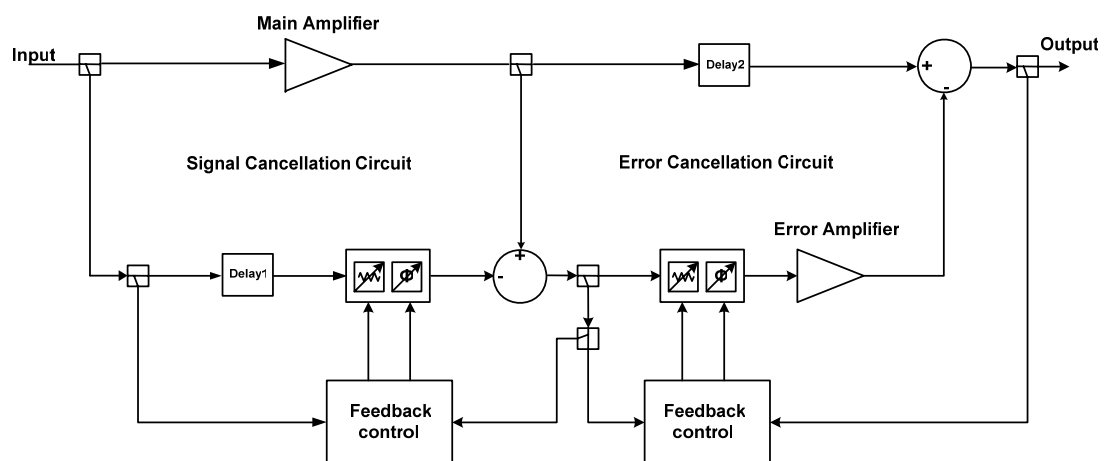 Main Amplifier
Input
Output
Delay2
+
-
Signal Cancellation Circuit
Error Cancellation Circuit
Error Amplifier
+
-
Delay1
Φ
Φ
Feedback
control
Feedback
control